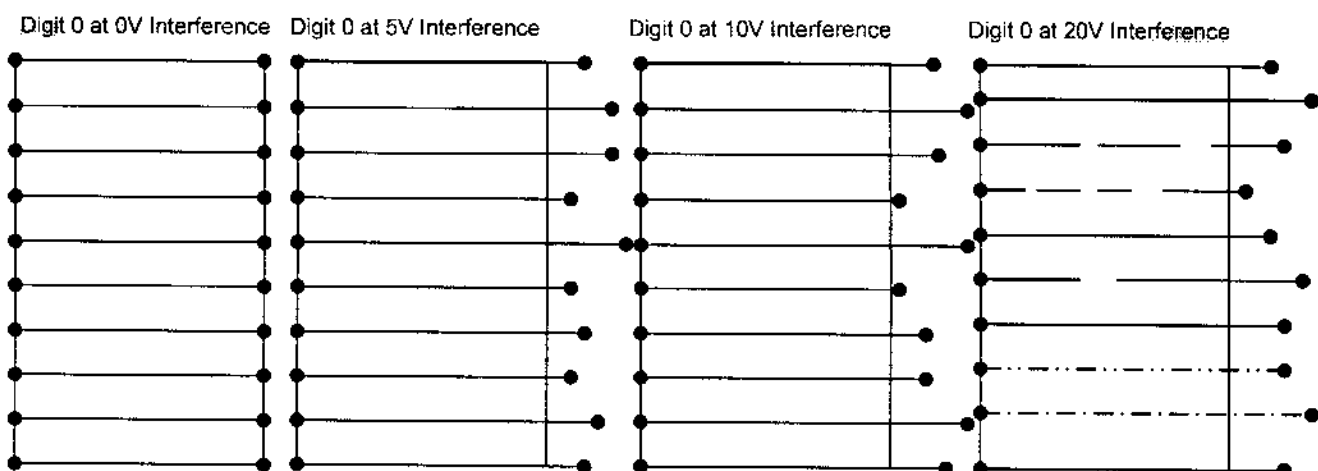 Digit 0 at 0V Interference
Digit 0 at 5V Interference
Digit 0 at 10V Interference
Digit 0 at 20V Interference